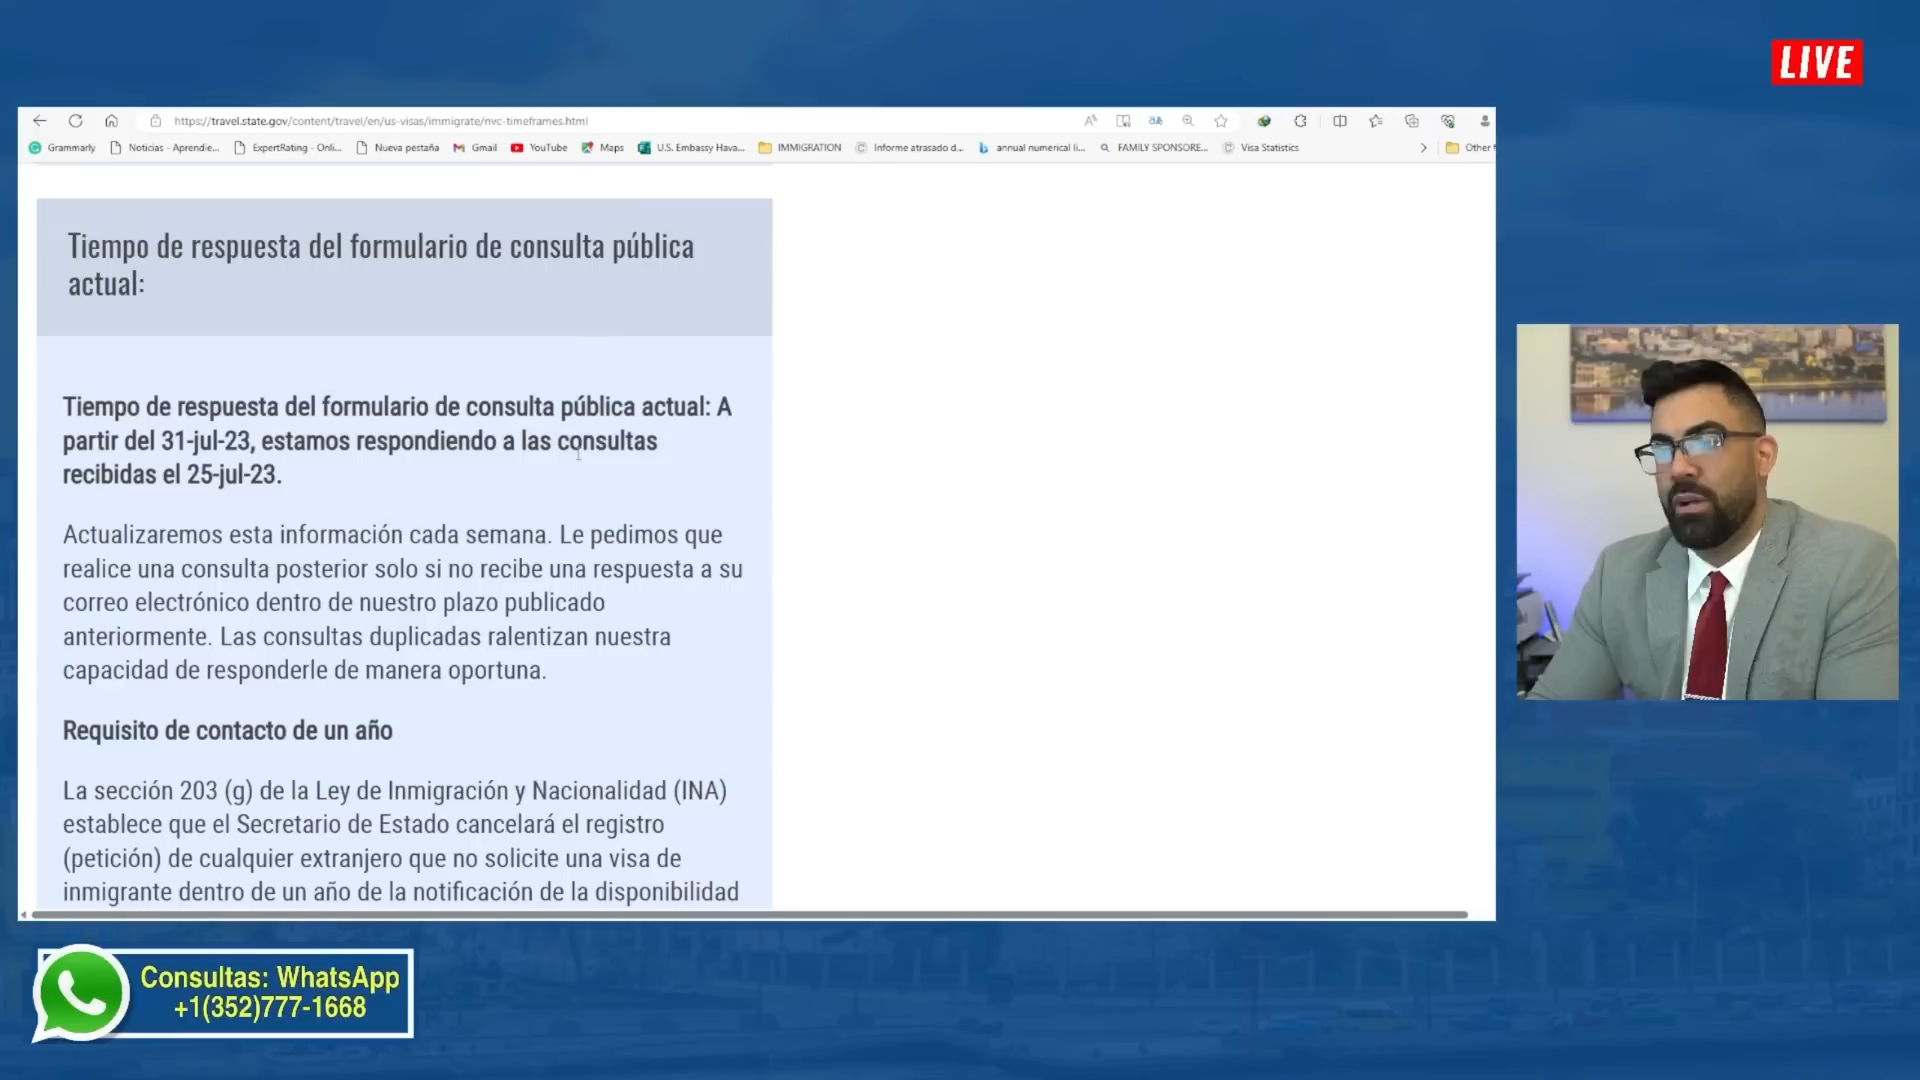 LIVE
https://travel.state.gov/content/travel/en/us-visas/immigrate/nvc-timeframes.html
Grammarly
Noticias - Aprendie...
ExpertRating - Onli...
Nueva pestaña
Gmail
YouTube
Maps
U.S. Embassy Hava...
IMMIGRATION
Informe atrasado d...
annual numerical li...
FAMILY SPONSORE...
Visa Statistics
Other f
Tiempo de respuesta del formulario de consulta pública
actual:
Tiempo de respuesta del formulario de consulta pública actual: A
partir del 31-jul-23, estamos respondiendo a las consultas
recibidas el 25-jul-23.
Actualizaremos esta información cada semana. Le pedimos que
realice una consulta posterior solo si no recibe una respuesta a su
correo electrónico dentro de nuestro plazo publicado
anteriormente. Las consultas duplicadas ralentizan nuestra
capacidad de responderle de manera oportuna.
Requisito de contacto de un año
La sección 203 (g) de la Ley de Inmigración y Nacionalidad (INA)
establece que el Secretario de Estado cancelará el registro
(petición) de cualquier extranjero que no solicite una visa de
inmigrante dentro de un año de la notificación de la disponibilidad
Consultas: WhatsApp
+1(352)777-1668